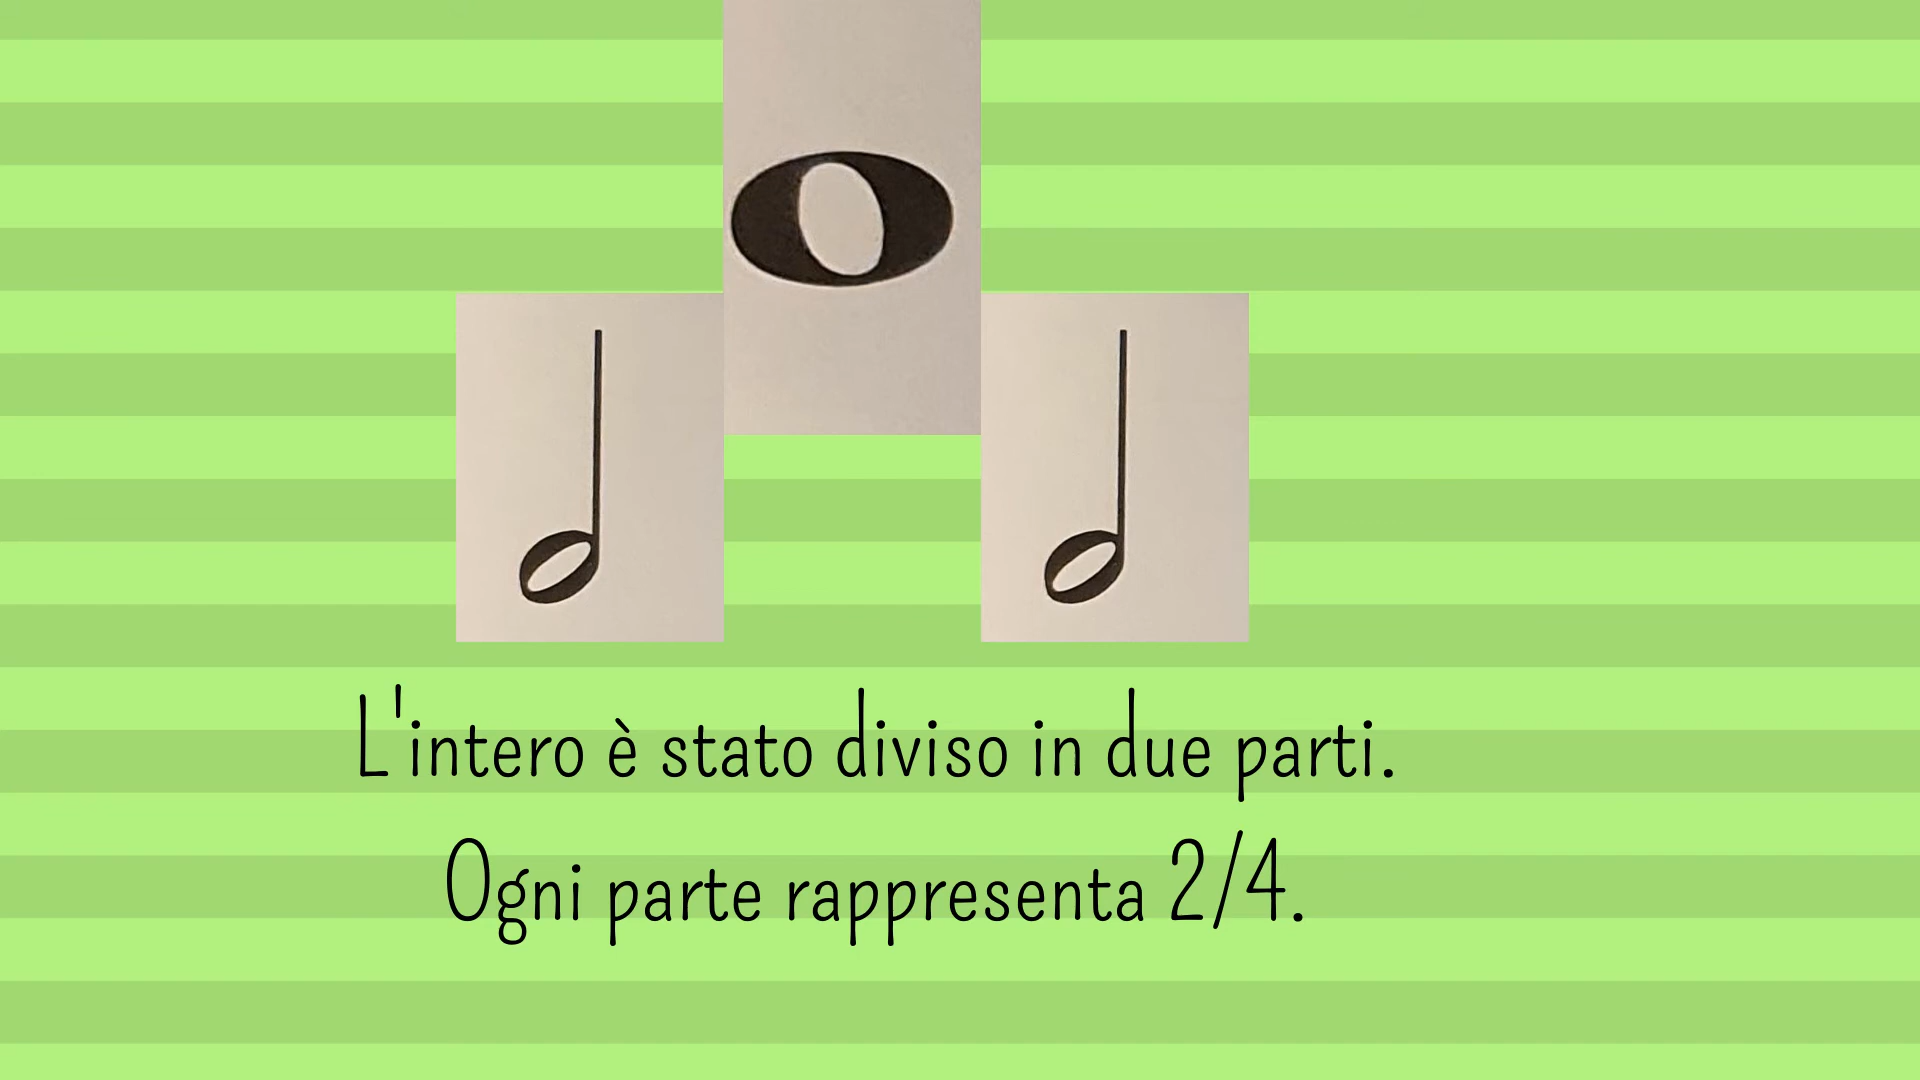 L'intero è stato diviso in due parti.
Ogni parte rappresenta 2/4.